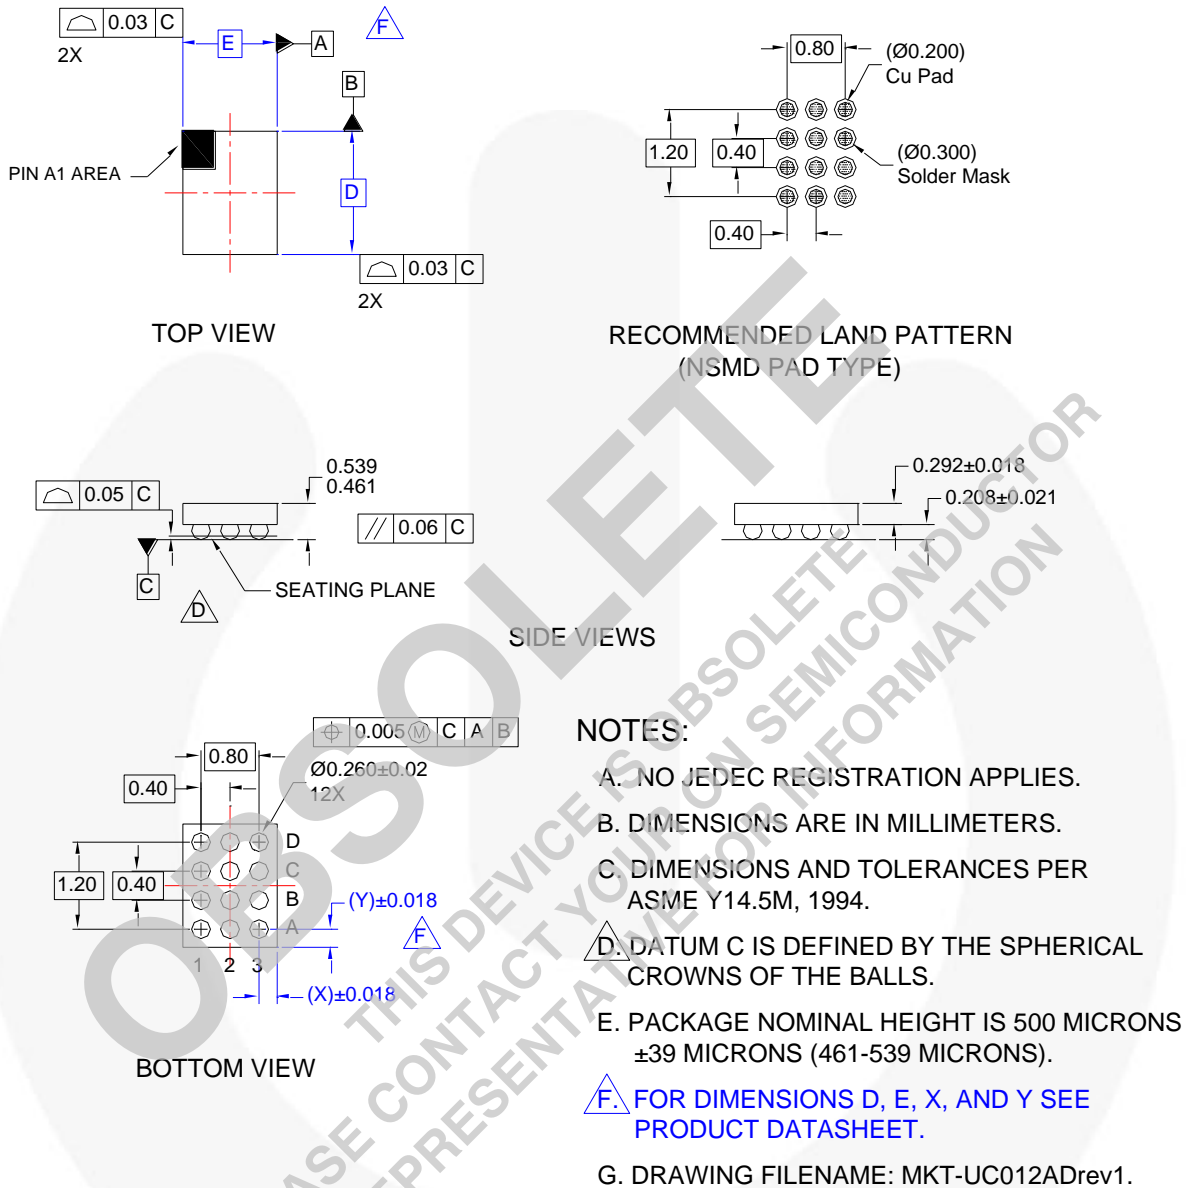 0.03 C
2X
E
A
F
B
PIN A1 AREA
D
0.03 C
2X
TOP VIEW
0.80
(Ø0.200)
Cu Pad
1.20
0.40
(Ø0.300)
Solder Mask
0.40
RECOMMENDED LAND PATTERN
(NSMD PAD TYPE)
0.05 C
0.539
0.461
// 0.06 C
C
D
SEATING PLANE
0.292±0.018
0.208±0.021
SIDE VIEWS
0.005 M C A B
0.80
Ø0.260±0.02
12X
0.40
D
C
B
A
1.20
0.40
(Y)±0.018
F
1 2 3
(X)±0.018
BOTTOM VIEW
NOTES:
A. NO JEDEC REGISTRATION APPLIES.
B. DIMENSIONS ARE IN MILLIMETERS.
C. DIMENSIONS AND TOLERANCES PER
ASME Y14.5M, 1994.
D. DATUM C IS DEFINED BY THE SPHERICAL
CROWNS OF THE BALLS.
E. PACKAGE NOMINAL HEIGHT IS 500 MICRONS
±39 MICRONS (461-539 MICRONS).
F. FOR DIMENSIONS D, E, X, AND Y SEE
PRODUCT DATASHEET.
G. DRAWING FILENAME: MKT-UC012ADrev1.
OBSOLETE
THIS DEVICE IS OBSOLETE
CONTACT YOUR ON SEMICONDUCTOR
FOR INFORMATION